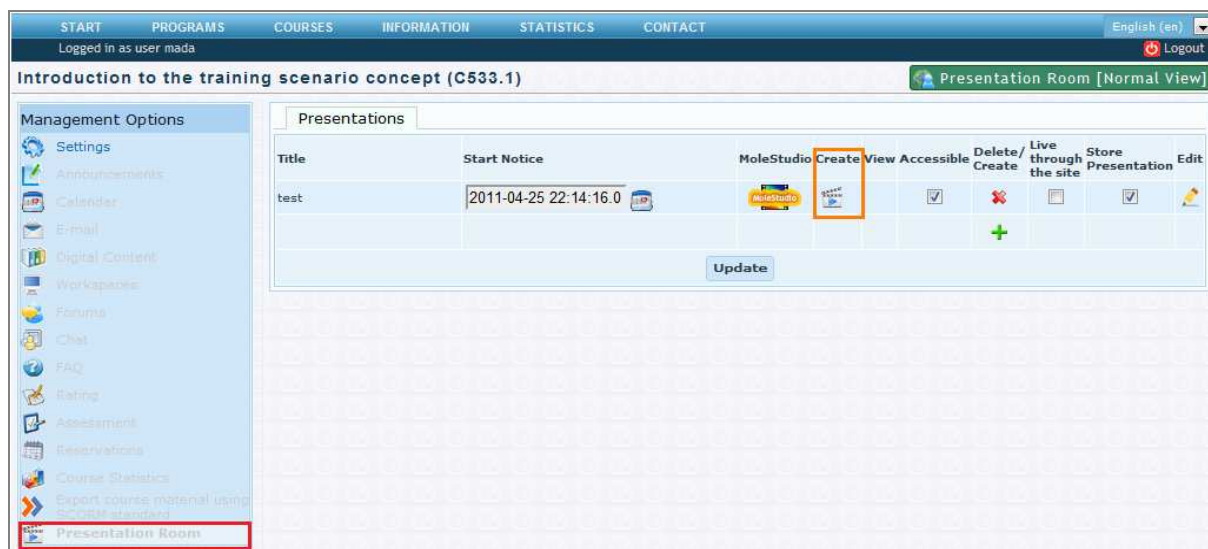 START PROGRAMS COURSES INFORMATION STATISTICS CONTACT English (en)
Logged in as user mada Logout
Introduction to the training scenario concept (C533.1) Presentation Room [Normal View]
Management Options
Settings
Announcements
Calender
E-mail
Digital Content
Workspaces
Forums
Chat
FAQ
Rating
Assessment
Reservations
Course Statistics
Export course material using
SCORM standard
Presentation Room
Presentations
Title Start Notice MoleStudio Create View Accessible Delete/ Create Live through the site Store Presentation Edit
test 2011-04-25 22:14:16.0 MoleStudio
Update